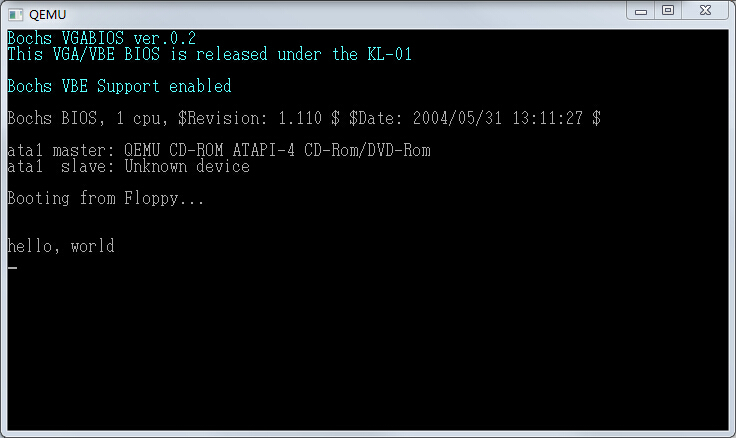 QEMU
Bochs VGABIOS ver.0.2
This VGA/VBE BIOS is released under the KL-01
Bochs VBE Support enabled
Bochs BIOS, 1 cpu, $Revision: 1.110 $ $Date: 2004/05/31 13:11:27 $
ata1 master: QEMU CD-ROM ATAPI-4 CD-Rom/DVD-Rom
ata1  slave: Unknown device
Booting from Floppy...
hello, world